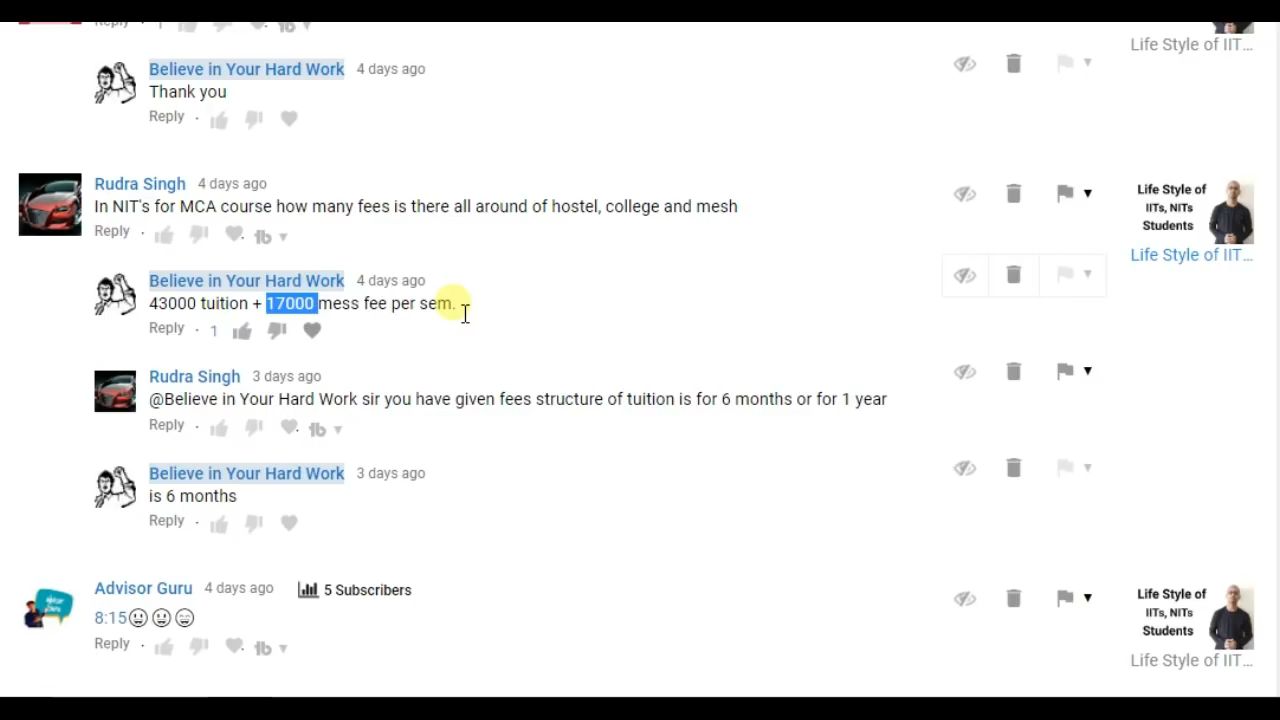 Reply
Life Style of IIT...
Believe in Your Hard Work 4 days ago
Thank you
Reply
Rudra Singh 4 days ago
In NIT's for MCA course how many fees is there all around of hostel, college and mesh
Reply
Life Style of
IITs, NITs
Students
Life Style of IIT...
Believe in Your Hard Work 4 days ago
43000 tuition + 17000 mess fee per sem.
Reply · 1
Rudra Singh 3 days ago
@Believe in Your Hard Work sir you have given fees structure of tuition is for 6 months or for 1 year
Reply
Believe in Your Hard Work 3 days ago
is 6 months
Reply
Advisor Guru 4 days ago 5 Subscribers
8:15😀😀😄
Reply
Life Style of
IITs, NITs
Students
Life Style of IIT...